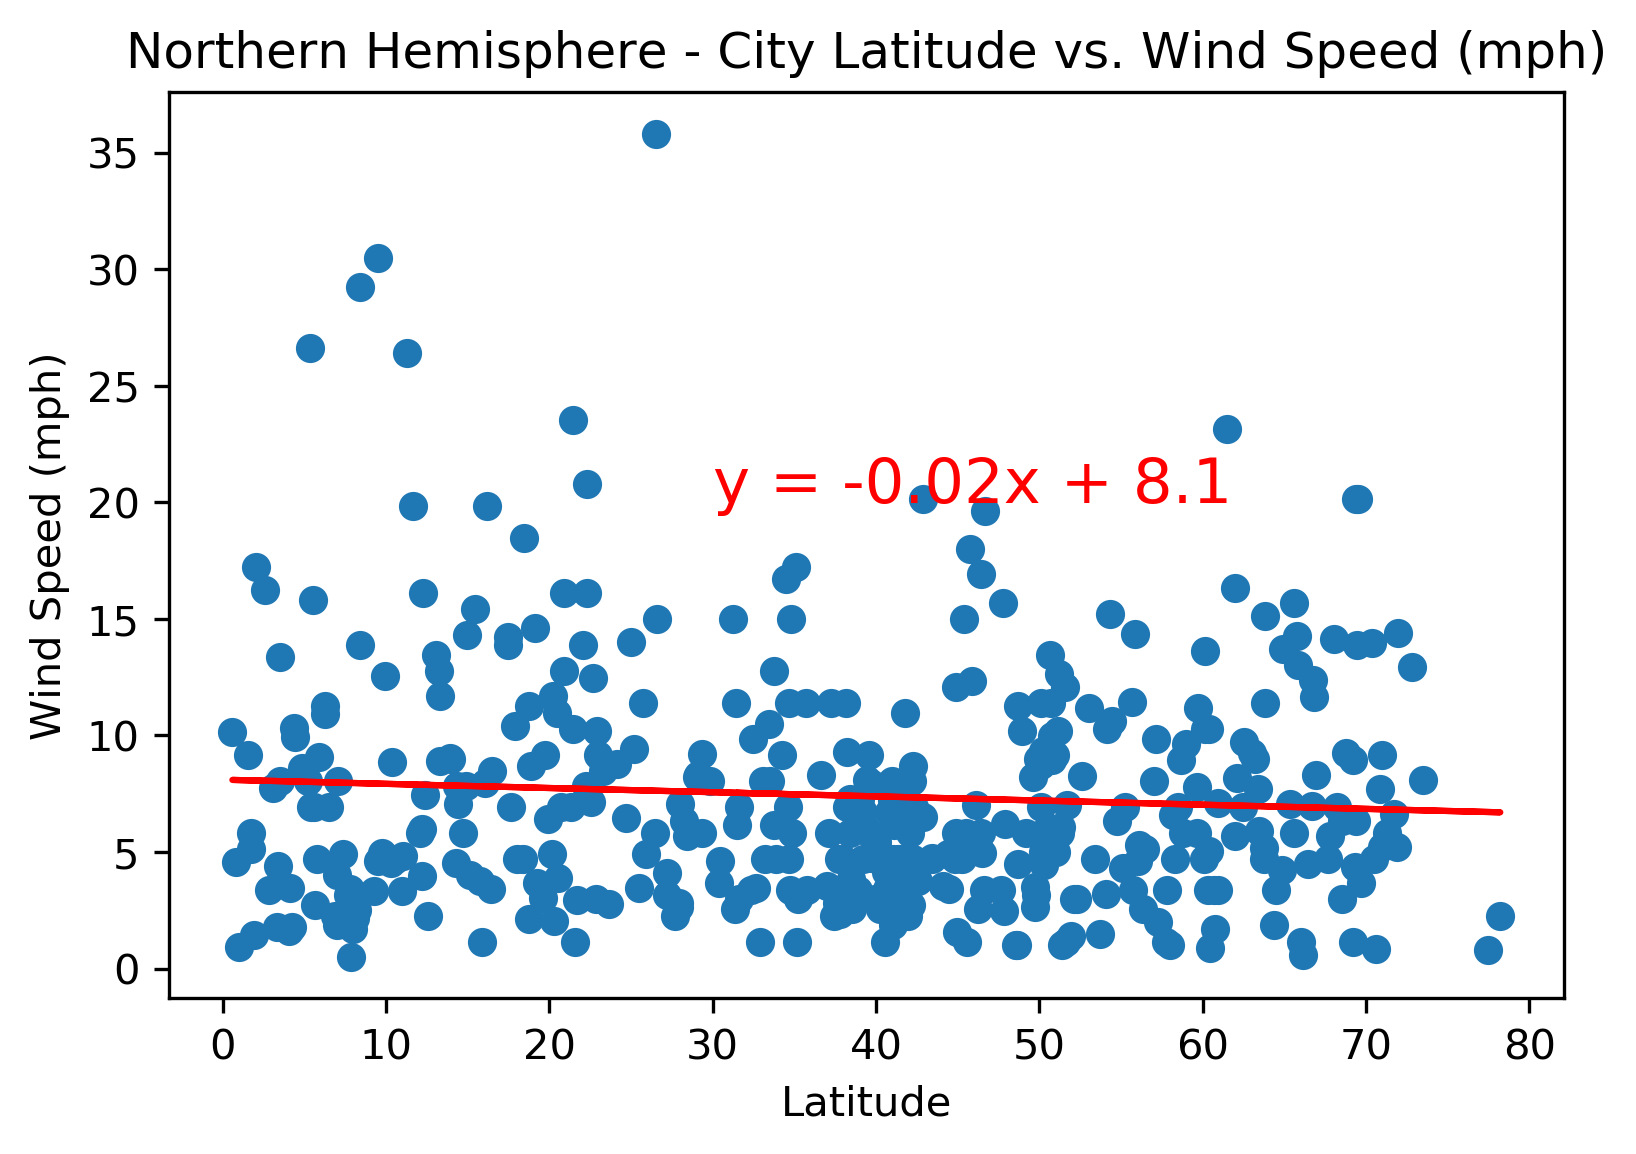 Northern Hemisphere - City Latitude vs. Wind Speed (mph)
Wind Speed (mph)
35
30
25
20
15
10
5
0
y = -0.02x + 8.1
0 10 20 30 40 50 60 70 80
Latitude